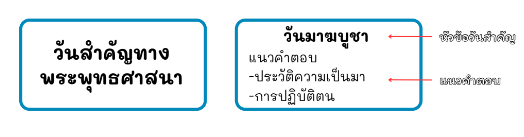 วันสำคัญทาง
พระพุทธศาสนา
วันมาฆบูชา
แนวคำตอบ
-ประวัติความเป็นมา
-การปฏิบัติตน
หัวข้อวันสำคัญ
แนวคำตอบ